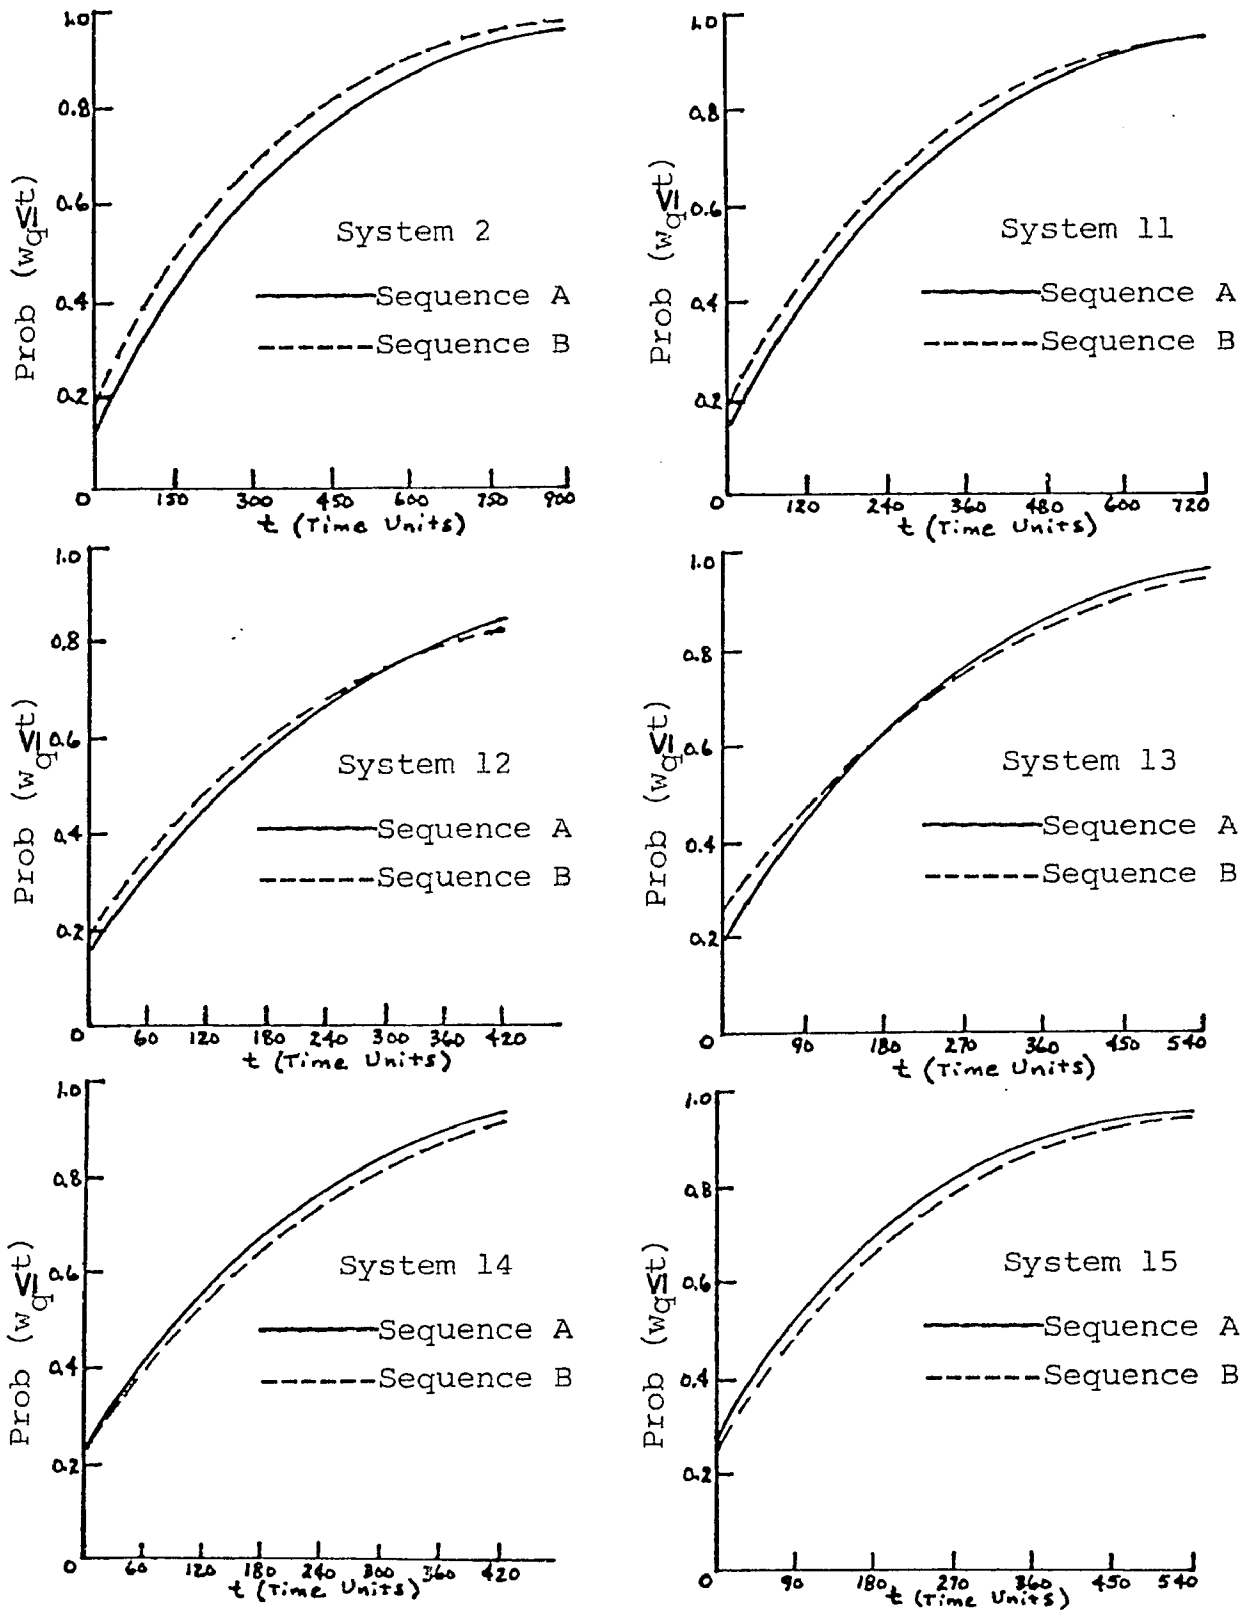 1.0
0.8
0.6
0.4
0.2
0
Prob (w_q≤t)
System 2
Sequence A
Sequence B
0 150 300 450 600 750 900
t (Time Units)
1.0
0.8
0.6
0.4
0.2
Prob (w_q≤t)
System 11
Sequence A
Sequence B
0 120 240 360 480 600 720
t (Time Units)
1.0
0.8
0.6
0.4
0.2
Prob (w_q≤t)
System 12
Sequence A
Sequence B
0 60 120 180 240 300 360 420
t (Time Units)
1.0
0.8
0.6
0.4
0.2
Prob (w_q≤t)
System 13
Sequence A
Sequence B
0 90 180 270 360 450 540
t (Time Units)
1.0
0.8
0.6
0.4
0.2
Prob (w_q≤t)
System 14
Sequence A
Sequence B
0 60 120 180 240 300 360 420
t (Time Units)
1.0
0.8
0.6
0.4
0.2
Prob (wq≤t)
System 15
Sequence A
Sequence B
0 90 180 270 360 450 540
t (Time Units)